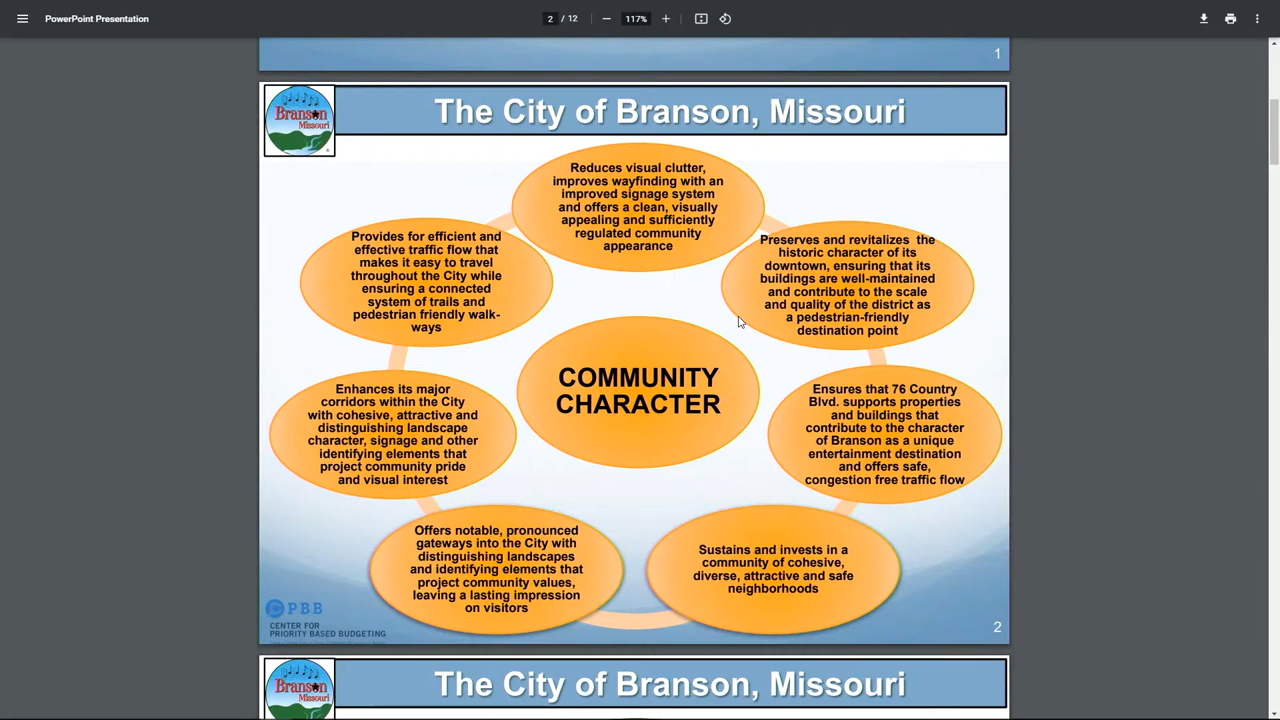 PowerPoint Presentation
2 / 12
117%
1
Branson
Missouri
The City of Branson, Missouri
Reduces visual clutter,
improves wayfinding with an
improved signage system
and offers a clean, visually
appealing and sufficiently
regulated community
appearance
Preserves and revitalizes the
historic character of its
downtown, ensuring that its
buildings are well-maintained
and contribute to the scale
and quality of the district as
a pedestrian-friendly
destination point
Ensures that 76 Country
Blvd. supports properties
and buildings that
contribute to the character
of Branson as a unique
entertainment destination
and offers safe,
congestion free traffic flow
Sustains and invests in a
community of cohesive,
diverse, attractive and safe
neighborhoods
Offers notable, pronounced
gateways into the City with
distinguishing landscapes
and identifying elements that
project community values,
leaving a lasting impression
on visitors
Enhances its major
corridors within the City
with cohesive, attractive and
distinguishing landscape
character, signage and other
identifying elements that
project community pride
and visual interest
Provides for efficient and
effective traffic flow that
makes it easy to travel
throughout the City while
ensuring a connected
system of trails and
pedestrian friendly walk-
ways
COMMUNITY
CHARACTER
PBB
CENTER FOR
PRIORITY BASED BUDGETING
2
Branson
Missouri
The City of Branson, Missouri